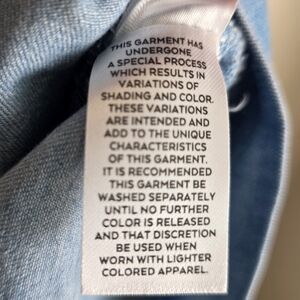 THIS GARMENT HAS
UNDERGONE
A SPECIAL PROCESS
WHICH RESULTS IN
VARIATIONS OF
SHADING AND COLOR.
THESE VARIATIONS
ARE INTENDED AND
ADD TO THE UNIQUE
CHARACTERISTICS
OF THIS GARMENT.
IT IS RECOMMENDED
THIS GARMENT BE
WASHED SEPARATELY
UNTIL NO FURTHER
COLOR IS RELEASED
AND THAT DISCRETION
BE USED WHEN
WORN WITH LIGHTER
COLORED APPAREL.